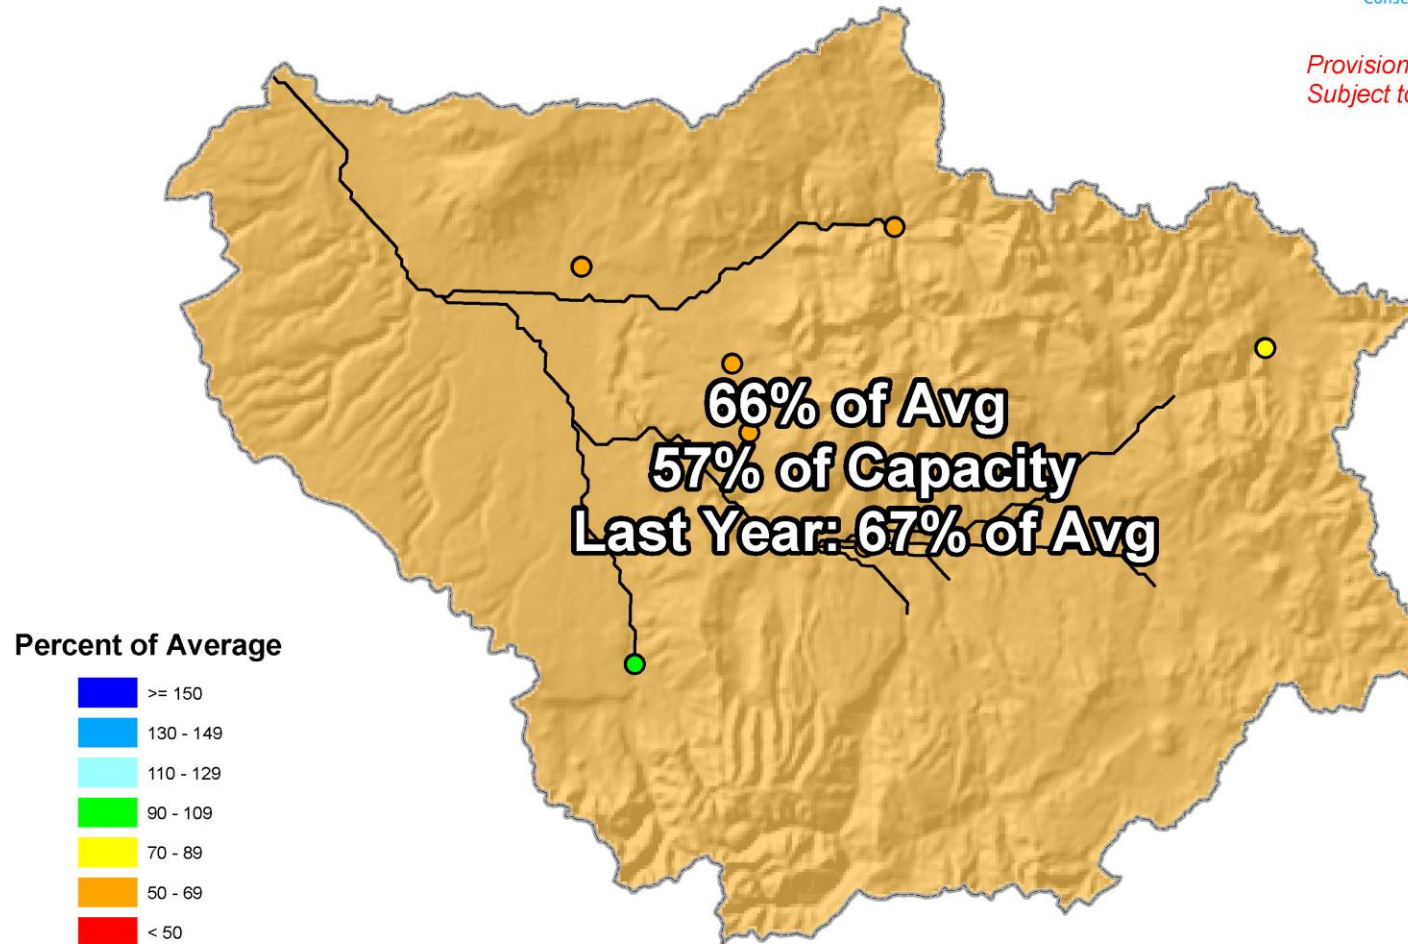 Provision
Subject to
66% of Avg
57% of Capacity
Last Year: 67% of Avg
Percent of Average
>= 150
130 - 149
110 - 129
90 - 109
70 - 89
50 - 69
< 50